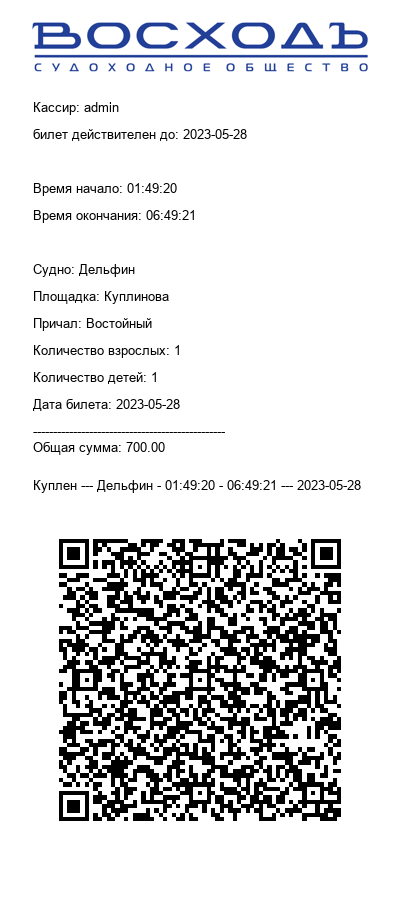 ВОСХОДЪ
СУДОХОДНОЕ ОБЩЕСТВО
Кассир: admin
билет действителен до: 2023-05-28
Время начало: 01:49:20
Время окончания: 06:49:21
Судно: Дельфин
Площадка: Куплинова
Причал: Востойный
Количество взрослых: 1
Количество детей: 1
Дата билета: 2023-05-28
------------------------------------------------
Общая сумма: 700.00
Куплен --- Дельфин - 01:49:20 - 06:49:21 --- 2023-05-28